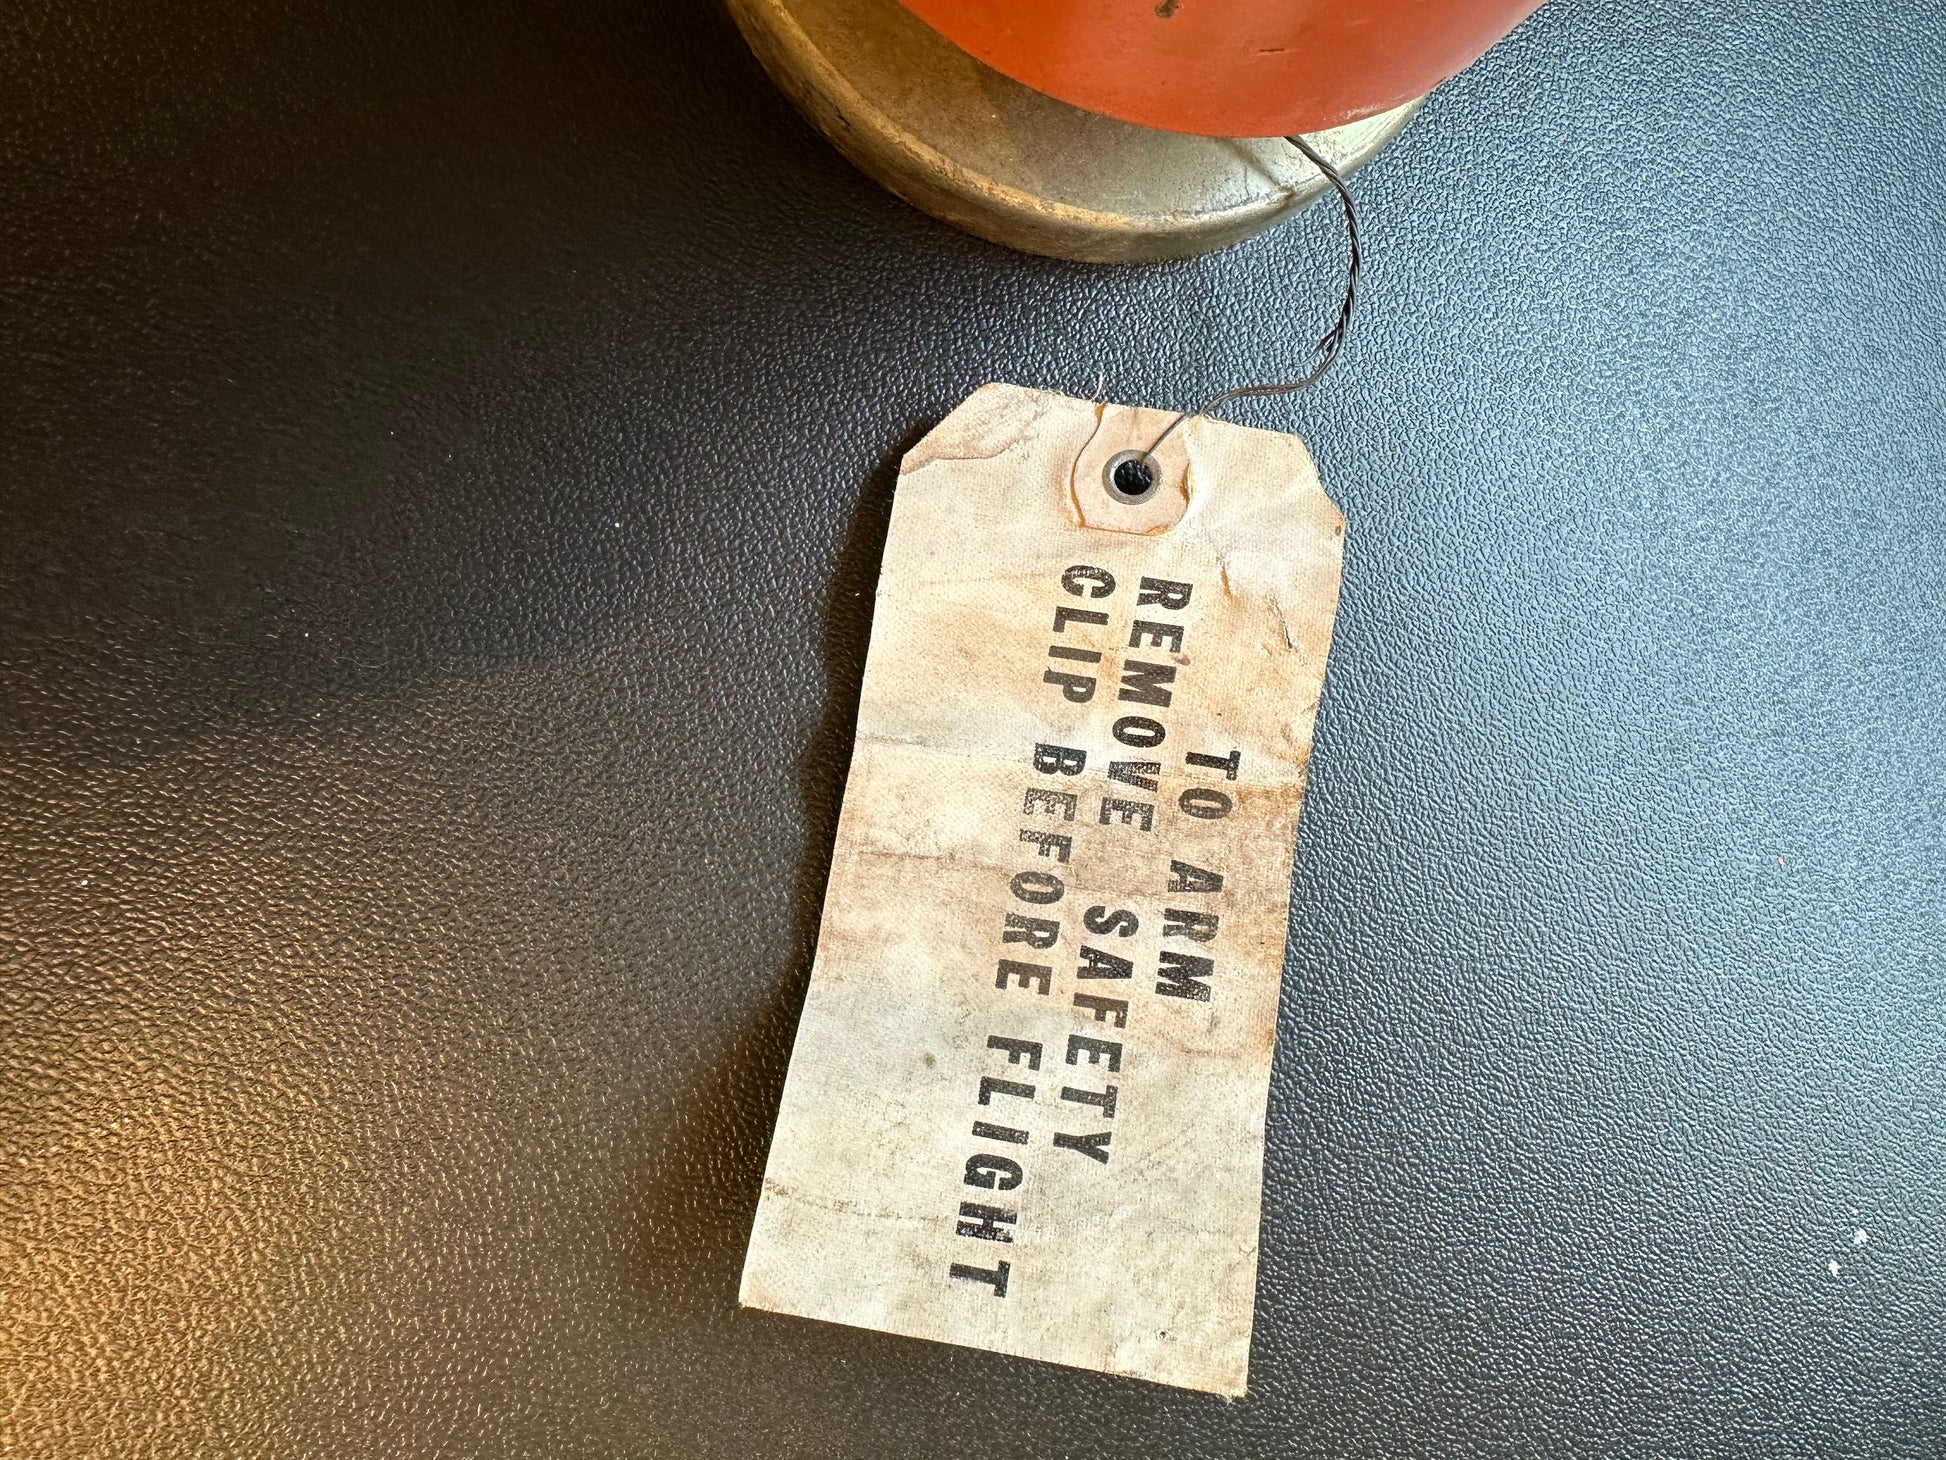 TO ARM
REMOVE SAFETY
CLIP BEFORE FLIGHT